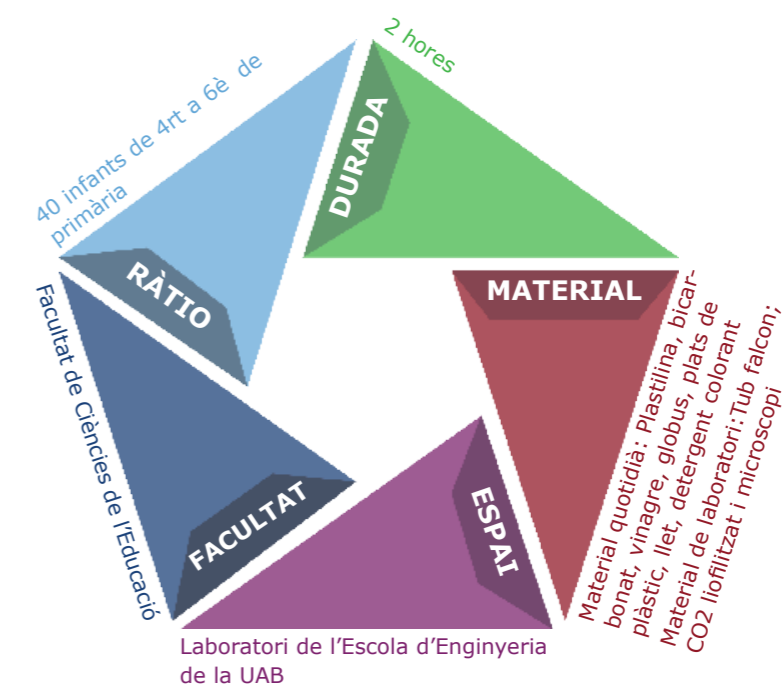 2 hores
DURADA
40 infants de 4rt a 6è de
primària
RÀTIO
MATERIAL
Material quotidià: Plastilina, bicar-
bonat, vinagre, globus, plats de
plàstic, llet, detergent colorant
Material de laboratori:Tub falcon;
CO2 liofilitzat i microscopi
Facultat de Ciències de l'Educació
FACULTAT
ESPAI
Laboratori de l'Escola d'Enginyeria
de la UAB